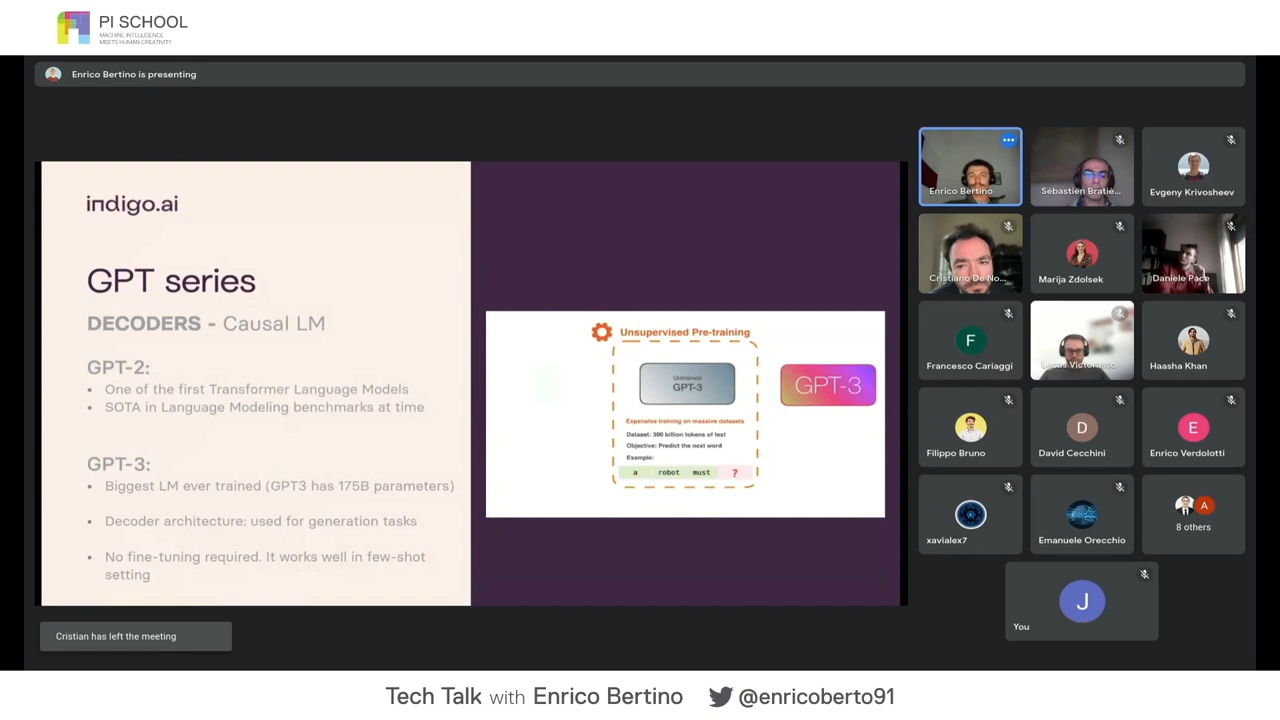 PI SCHOOL
MACHINE INTELLIGENCE
MEETS HUMAN CREATIVITY
Enrico Bertino is presenting
indigo.ai
GPT series
DECODERS - Causal LM
GPT-2:
• One of the first Transformer Language Models
• SOTA in Language Modeling benchmarks at time
GPT-3:
• Biggest LM ever trained (GPT3 has 175B parameters)
• Decoder architecture: used for generation tasks
• No fine-tuning required. It works well in few-shot
setting
Unsupervised Pre-training
Untrained
GPT-3
GPT-3
Expensive training on massive datasets
Dataset: 300 billion tokens of text
Objective: Predict the next word
Example:
a robot must ?
Enrico Bertino
Sébastien Bratie...
Evgeny Krivosheev
Cristiano De No...
Marija Zdolsek
Daniele Pace
F
Francesco Cariaggi
Haasha Khan
Filippo Bruno
D
David Cecchini
E
Enrico Verdolotti
xavialex7
Emanuele Orecchio
A
8 others
J
You
Cristian has left the meeting
Tech Talk with Enrico Bertino @enricoberto91